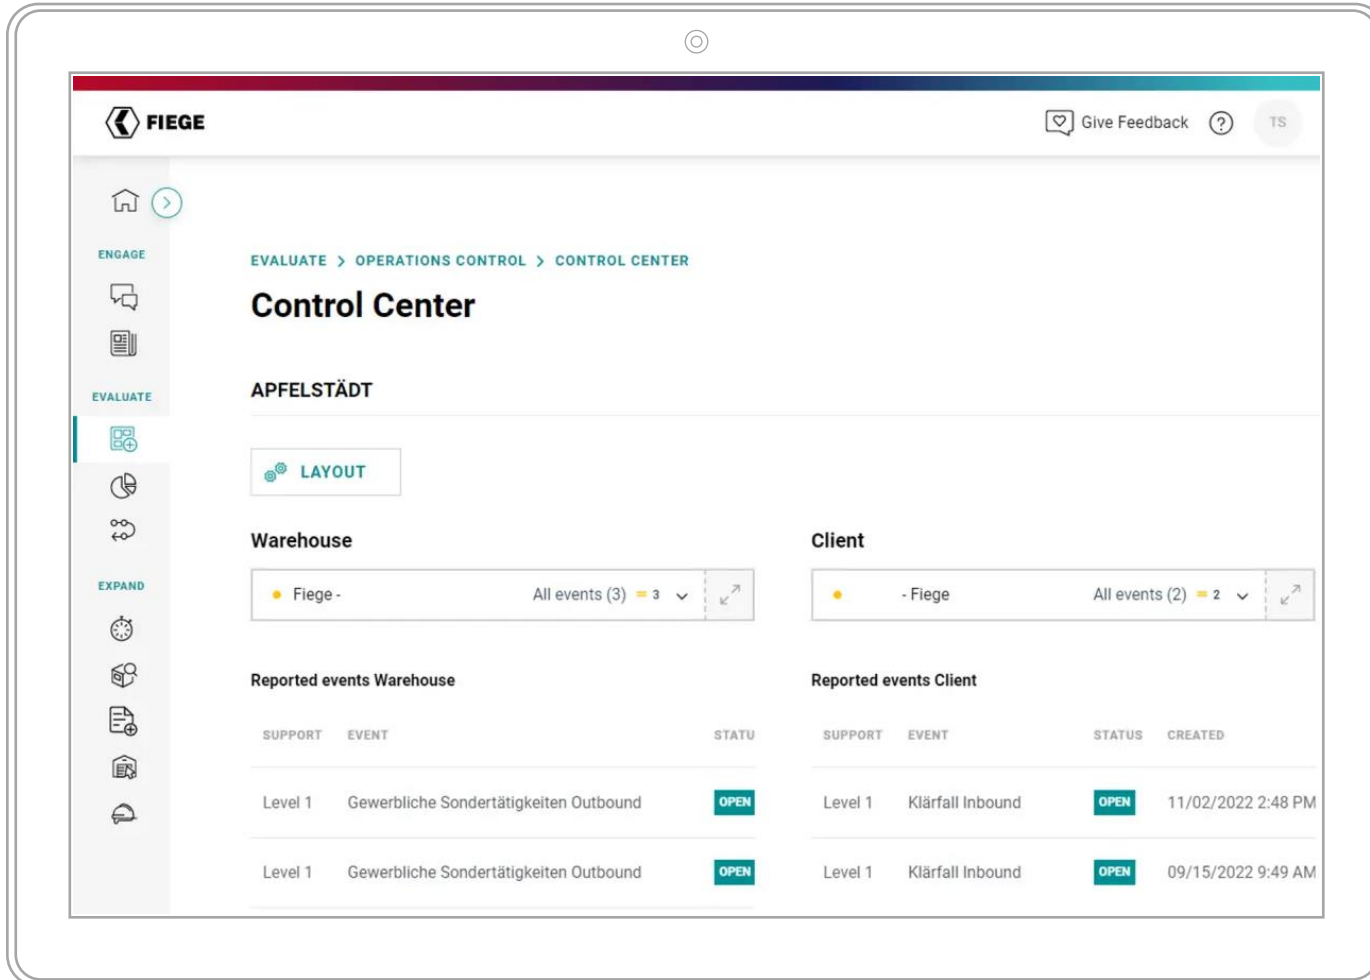 FIEGE
Give Feedback ? TS
ENGAGE
EVALUATE > OPERATIONS CONTROL > CONTROL CENTER
Control Center
APFELSTÄDT
EVALUATE
LAYOUT
Warehouse
Client
EXPAND
Fiege - All events (3) = 3
- Fiege All events (2) = 2
Reported events Warehouse
Reported events Client
SUPPORT EVENT STATU
SUPPORT EVENT STATUS CREATED
Level 1 Gewerbliche Sondertätigkeiten Outbound OPEN
Level 1 Klärfall Inbound OPEN 11/02/2022 2:48 PM
Level 1 Gewerbliche Sondertätigkeiten Outbound OPEN
Level 1 Klärfall Inbound OPEN 09/15/2022 9:49 AM